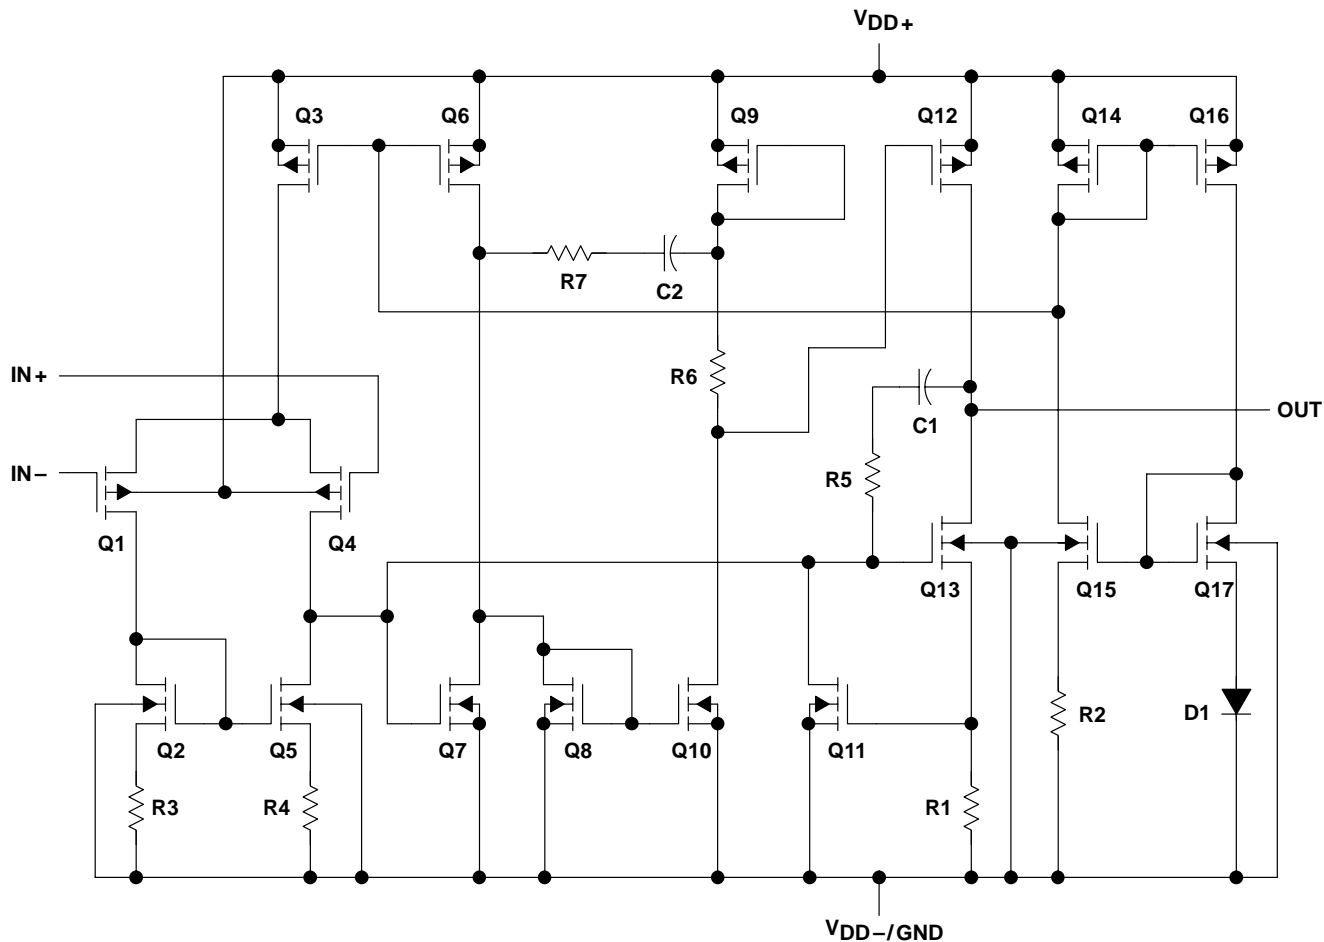 VDD+
Q3
Q6
Q9
Q12
Q14
Q16
R7
C2
IN+
R6
C1
OUT
IN−
R5
Q1
Q4
Q13
Q15
Q17
Q2
Q5
Q7
Q8
Q10
Q11
R2
D1
R3
R4
R1
VDD−/GND